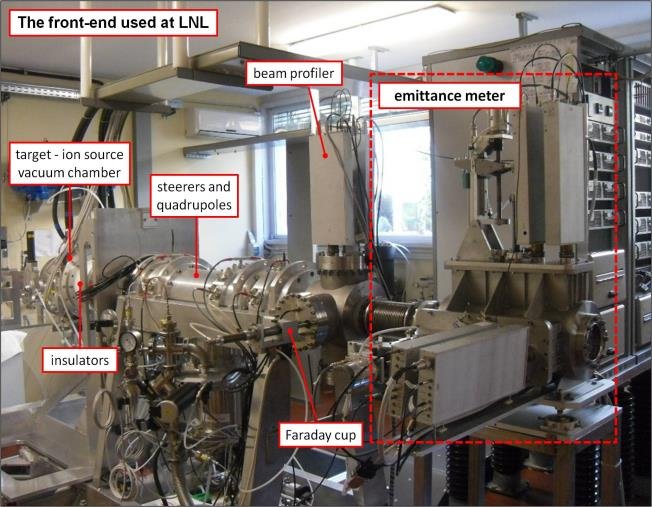 The front-end used at LNL
beam profiler
emittance meter
target - ion source
vacuum chamber
steerers and
quadrupoles
insulators
Faraday cup